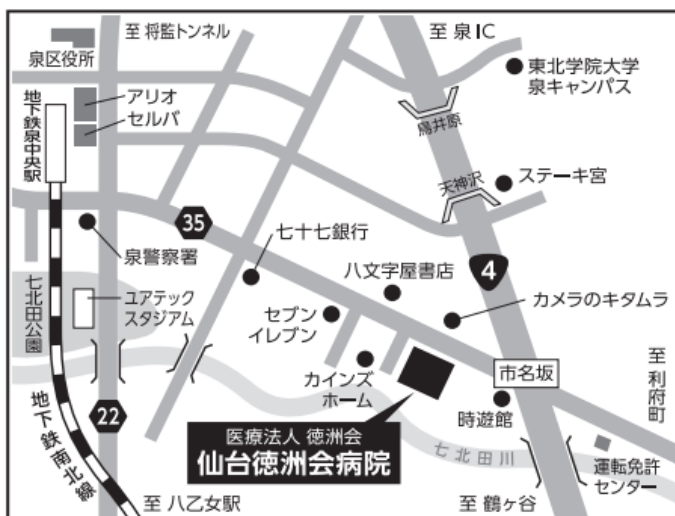 至 将監トンネル
至 泉IC
泉区役所
東北学院大学
泉キャンパス
アリオ
セルバ
地下鉄泉中央駅
鳥井原
天神沢
ステーキ宮
35
七十七銀行
泉警察署
4
八文字屋書店
ユアテック
スタジアム
七北田公園
セブン
イレブン
カメラのキタムラ
カインズ
ホーム
市名坂
至 利府町
時遊館
22
地下鉄南北線
医療法人 徳洲会
仙台徳洲会病院
七北田川
運転免許
センター
至 八乙女駅
至 鶴ヶ谷